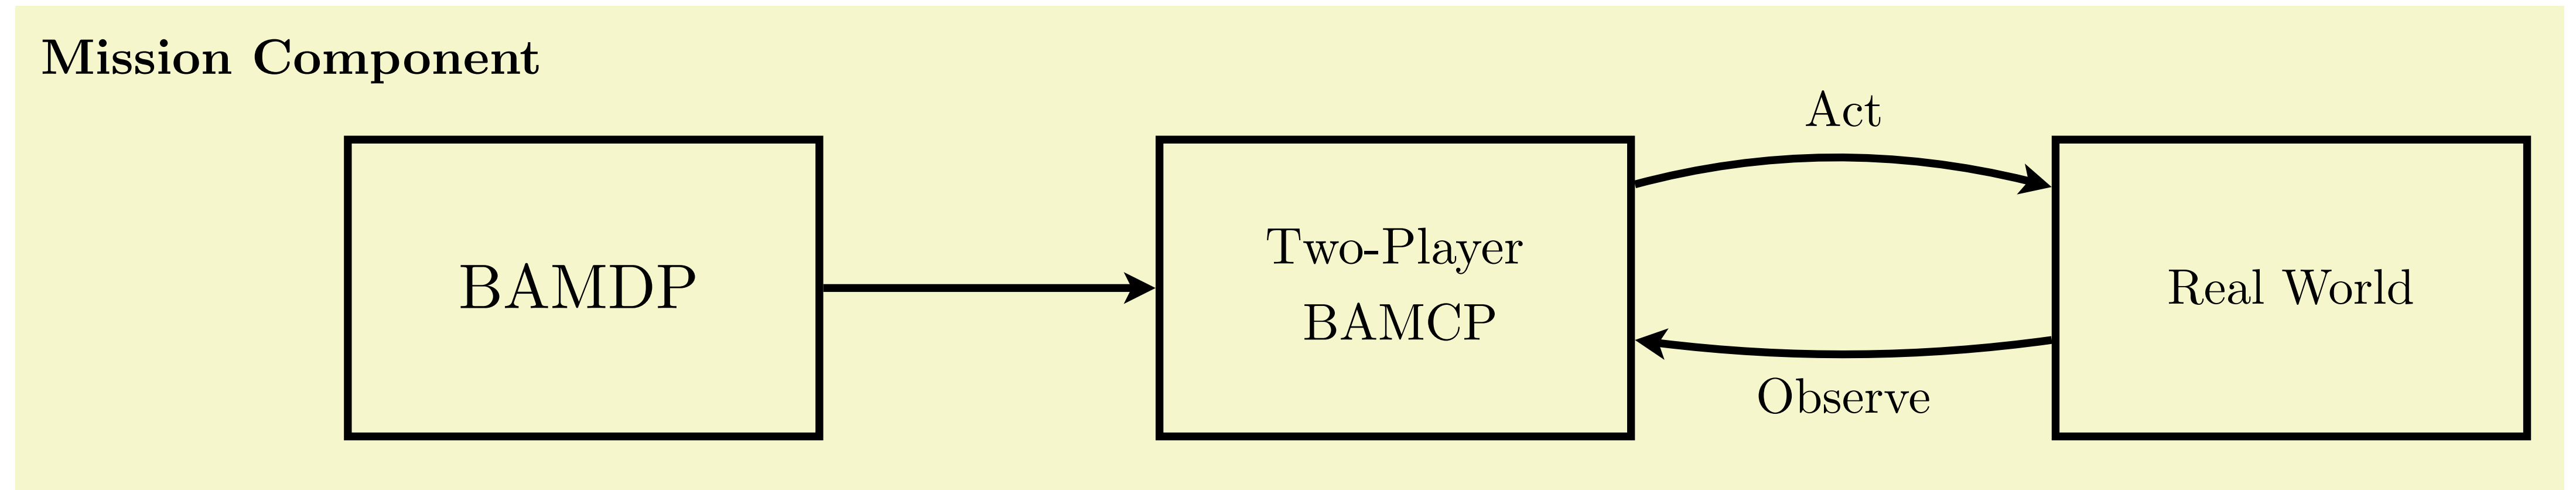 Mission Component
Act
BAMDP
Two-Player
BAMCP
Real World
Observe